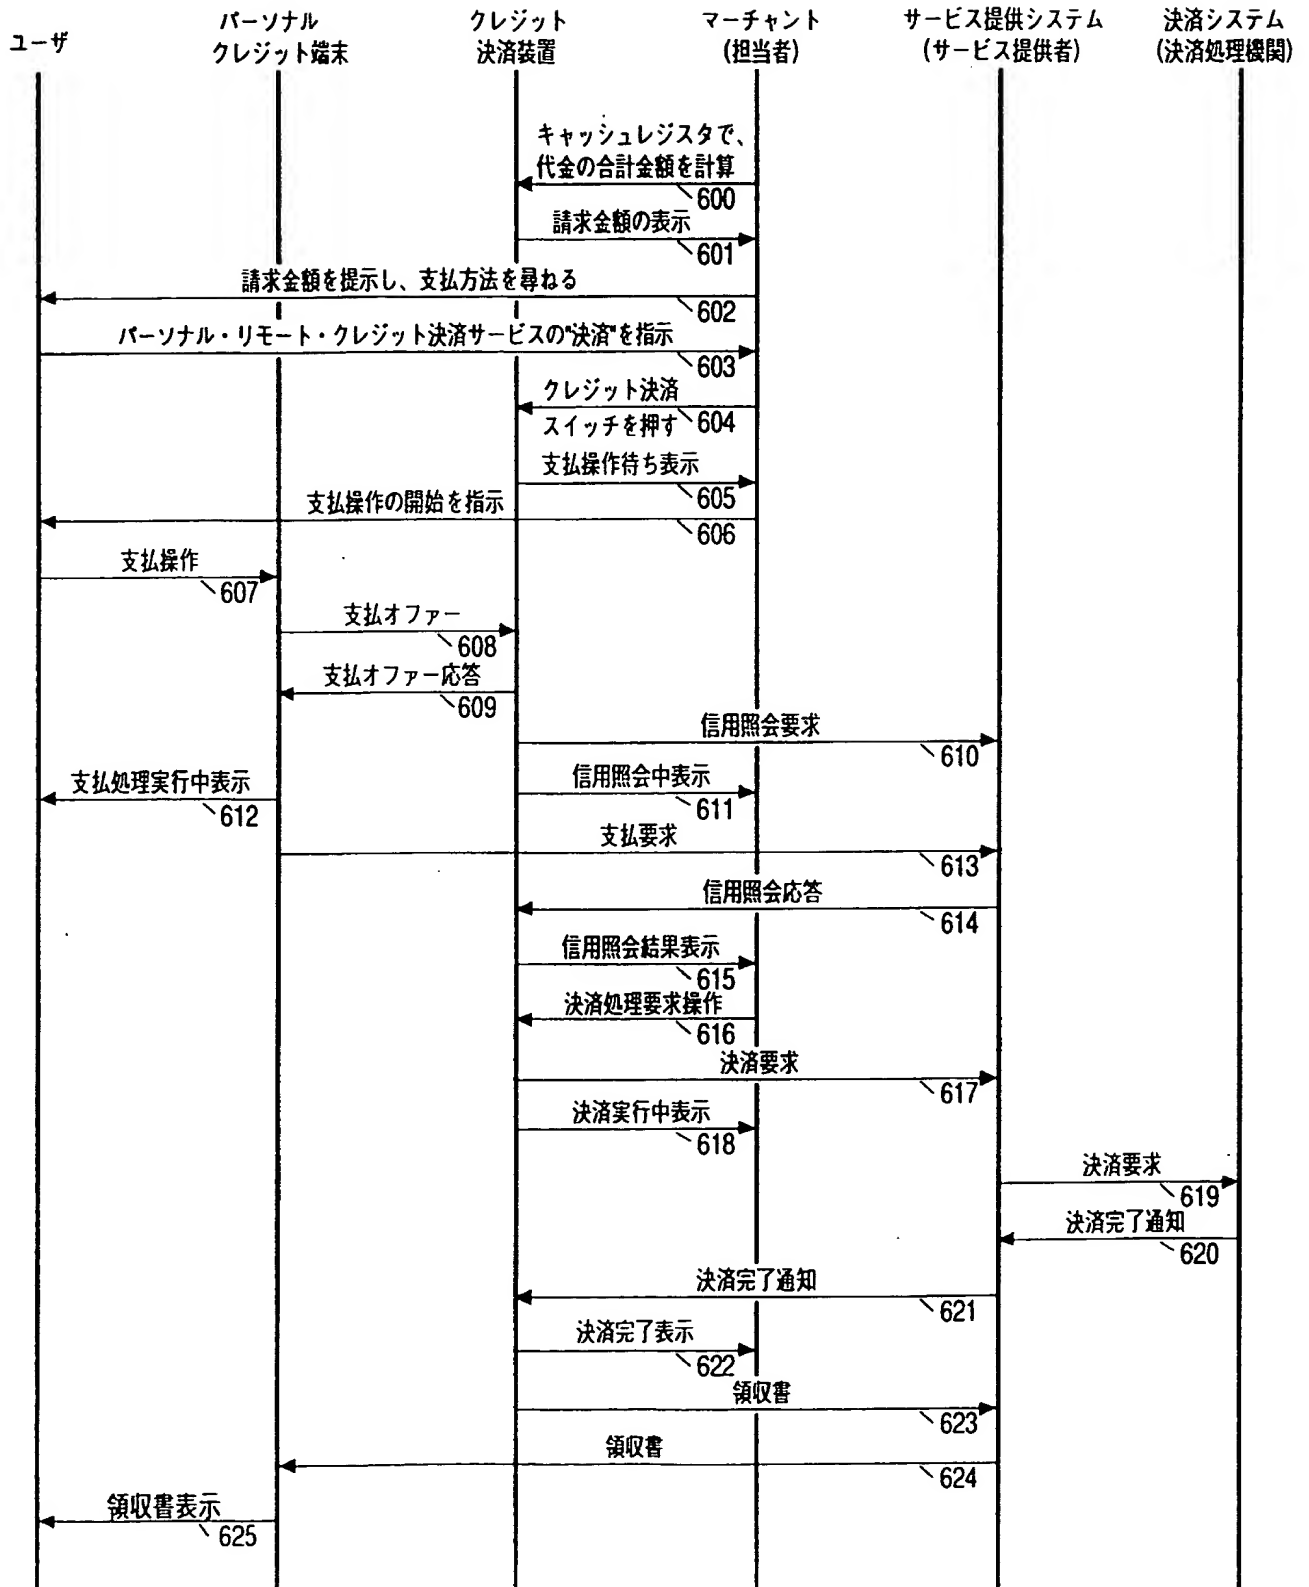 ユーザ
パーソナル
クレジット端末
クレジット
決済装置
マーチャント
(担当者)
サービス提供システム
(サービス提供者)
決済システム
(決済処理機関)
キャッシュレジスタで、
代金の合計金額を計算
600
請求金額の表示
601
請求金額を提示し、支払方法を尋ねる
602
パーソナル・リモート・クレジット決済サービスの"決済"を指示
603
クレジット決済
スイッチを押す
604
支払操作待ち表示
605
支払操作の開始を指示
606
支払操作
607
支払オファー
608
支払オファー応答
609
信用照会要求
610
信用照会中表示
611
支払処理実行中表示
612
支払要求
613
信用照会応答
614
信用照会結果表示
615
決済処理要求操作
616
決済要求
617
決済実行中表示
618
決済要求
619
決済完了通知
620
決済完了通知
621
決済完了表示
622
領収書
623
領収書
624
領収書表示
625